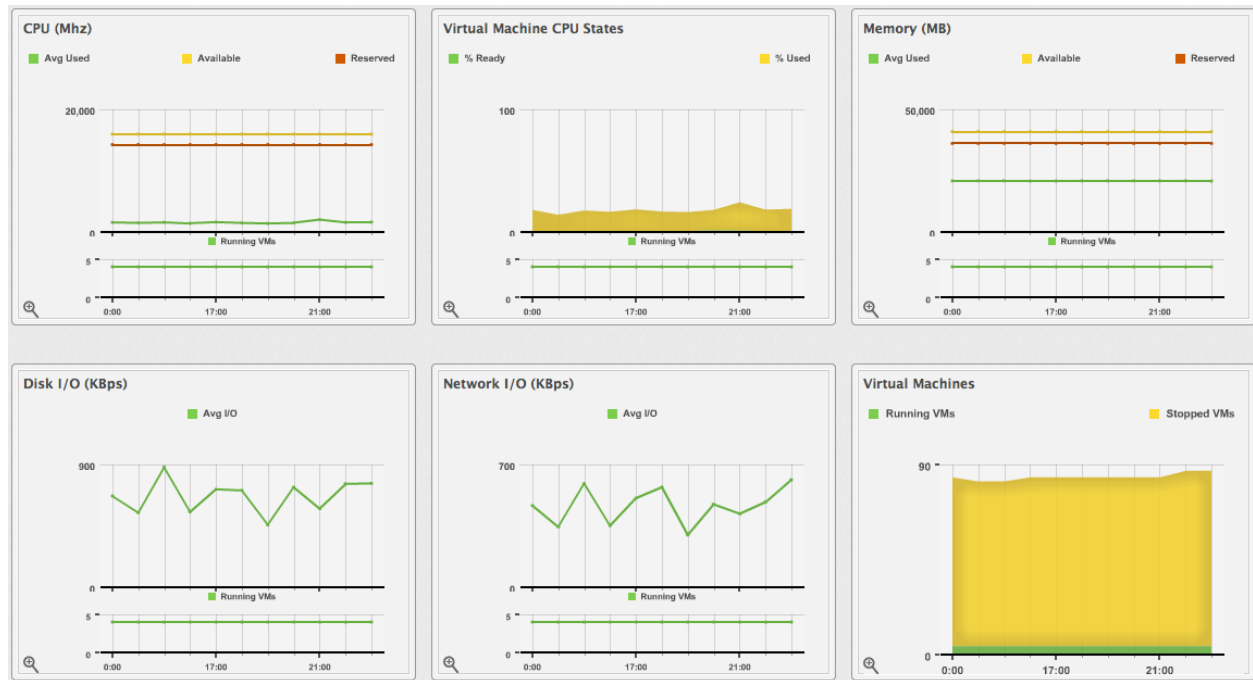 CPU (Mhz)
Avg Used Available Reserved
20,000
0
Running VMs
5
0
0:00 17:00 21:00
Virtual Machine CPU States
% Ready % Used
100
0
Running VMs
5
0
0:00 17:00 21:00
Memory (MB)
Avg Used Available Reserved
50,000
0
Running VMs
5
0
0:00 17:00 21:00
Disk I/O (KBps)
Avg I/O
900
0
Running VMs
5
0
0:00 17:00 21:00
Network I/O (KBps)
Avg I/O
700
0
Running VMs
5
0
0:00 17:00 21:00
Virtual Machines
Running VMs Stopped VMs
90
0
0:00 17:00 21:00